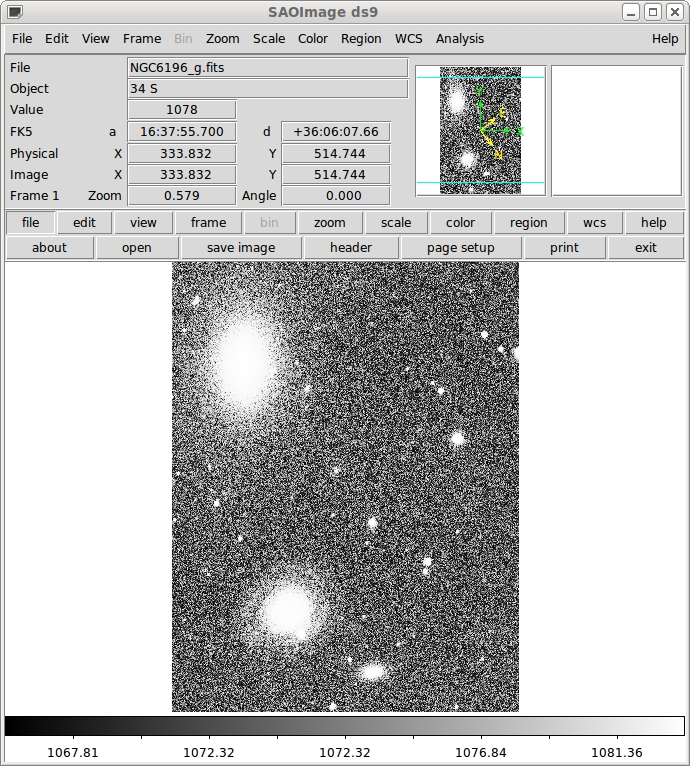 SAOImage ds9
File Edit View Frame Bin Zoom Scale Color Region WCS Analysis Help
File NGC6196_g.fits
Object 34 S
Value 1078
FK5 a 16:37:55.700 d +36:06:07.66
Physical X 333.832 Y 514.744
Image X 333.832 Y 514.744
Frame 1 Zoom 0.579 Angle 0.000
Y
E
X
N
file edit view frame bin zoom scale color region wcs help
about open save image header page setup print exit
1067.81 1072.32 1072.32 1076.84 1081.36